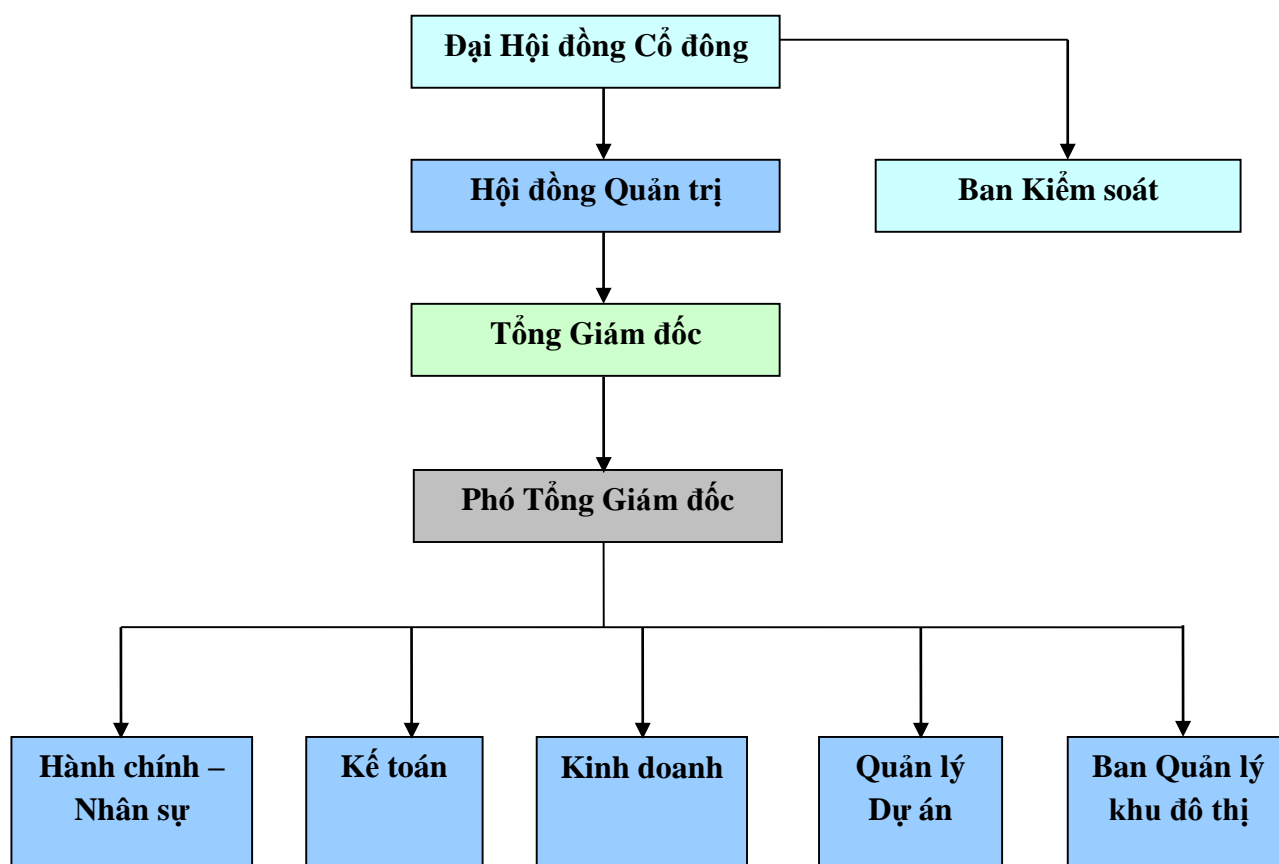 Đại Hội đồng Cổ đông
Hội đồng Quản trị
Ban Kiểm soát
Tổng Giám đốc
Phó Tổng Giám đốc
Hành chính –
Nhân sự
Kế toán
Kinh doanh
Quản lý
Dự án
Ban Quản lý
khu đô thị